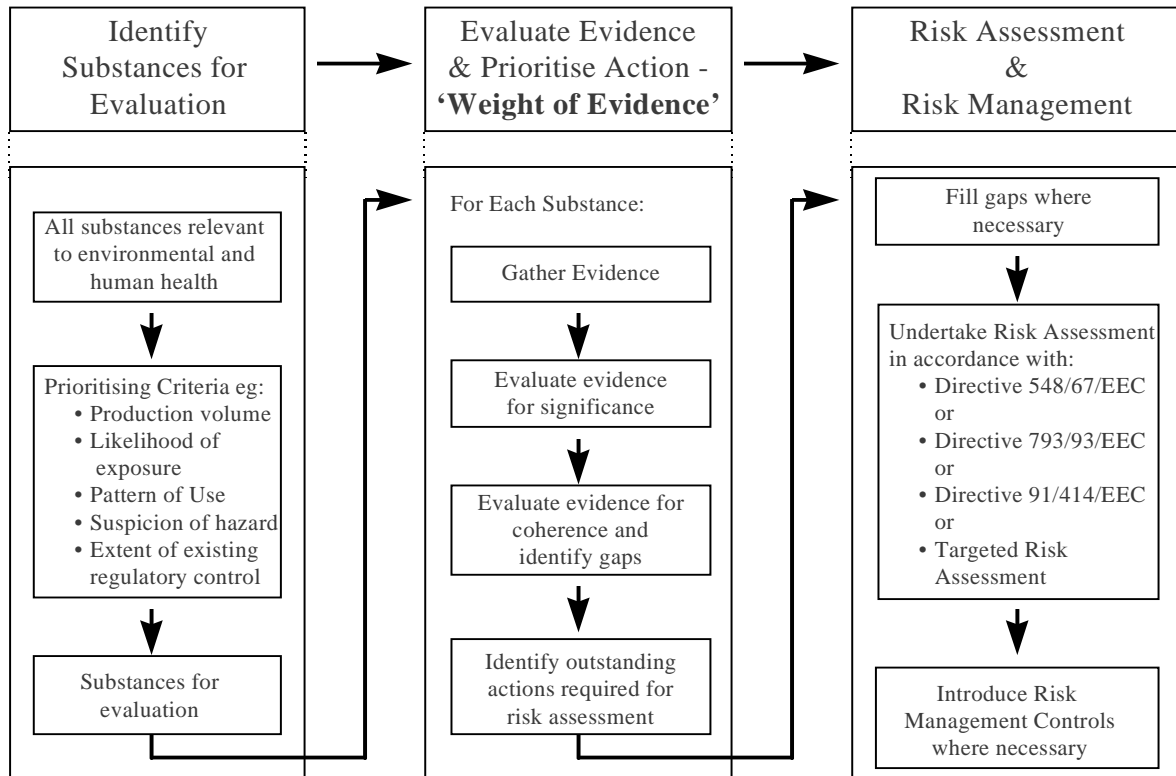 Identify
Substances for
Evaluation
Evaluate Evidence
& Prioritise Action -
‘Weight of Evidence’
Risk Assessment
&
Risk Management
All substances relevant
to environmental and
human health
Prioritising Criteria eg:
• Production volume
• Likelihood of
exposure
• Pattern of Use
• Suspicion of hazard
• Extent of existing
regulatory control
Substances for
evaluation
For Each Substance:
Gather Evidence
Evaluate evidence
for significance
Evaluate evidence for
coherence and
identify gaps
Identify outstanding
actions required for
risk assessment
Fill gaps where
necessary
Undertake Risk Assessment
in accordance with:
• Directive 548/67/EEC
or
• Directive 793/93/EEC
or
• Directive 91/414/EEC
or
• Targeted Risk
Assessment
Introduce Risk
Management Controls
where necessary